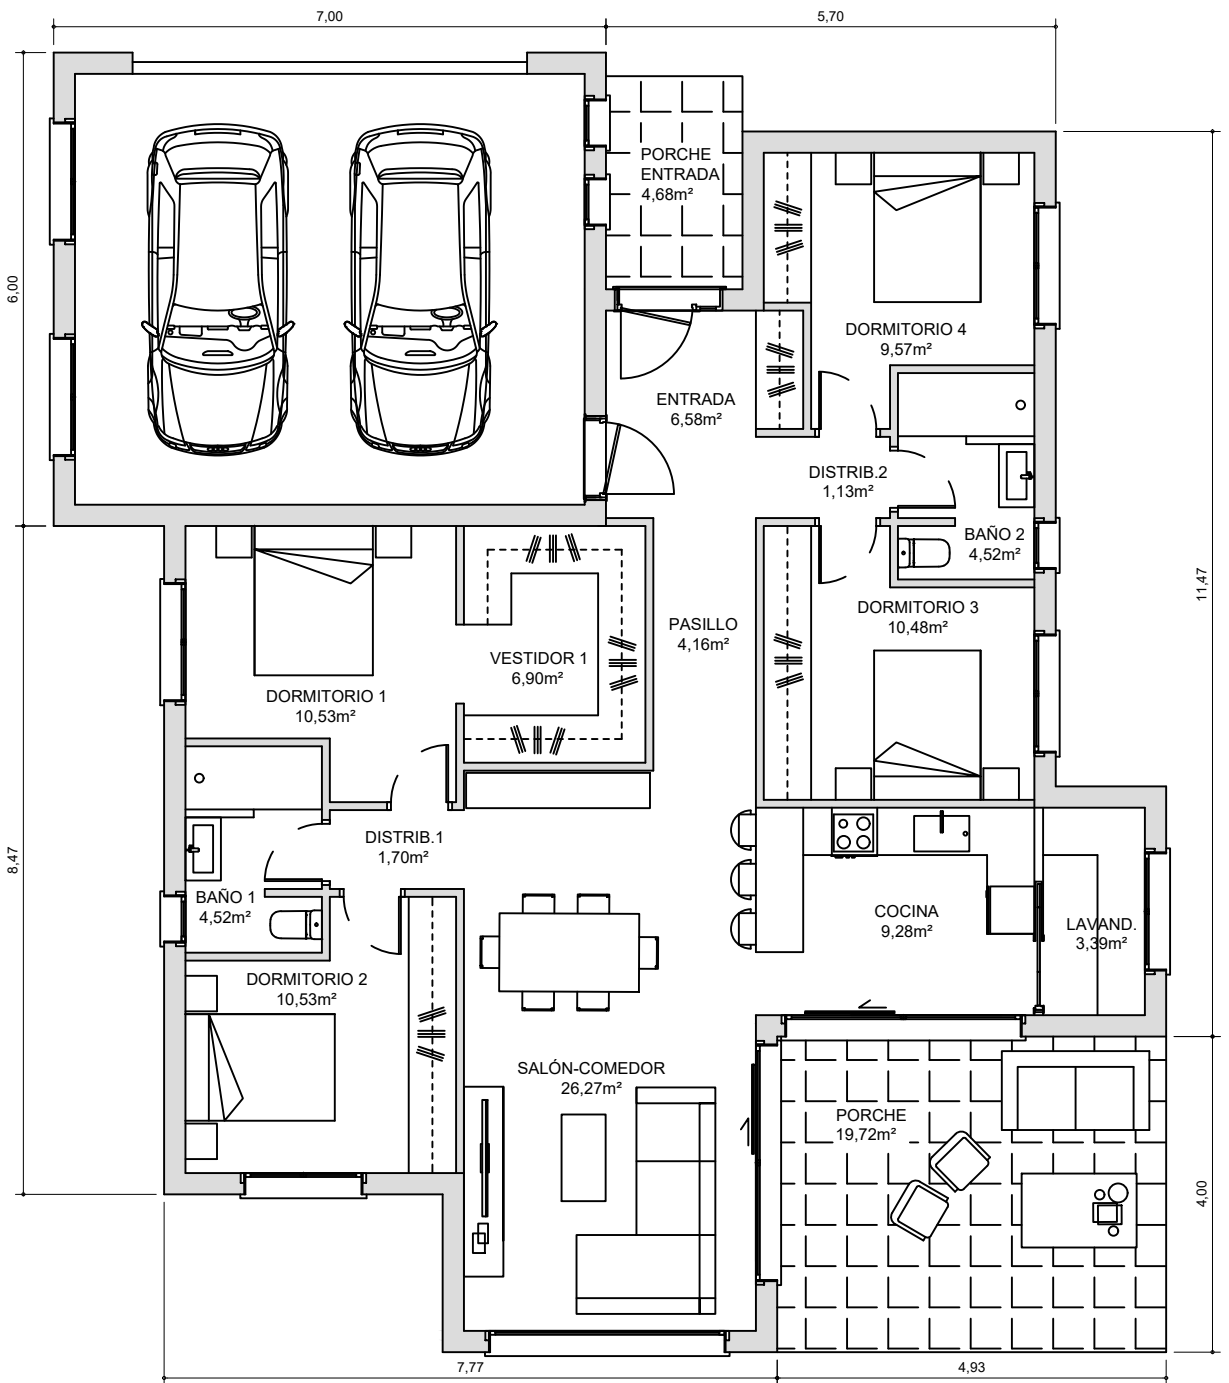 7,00
5,70
PORCHE
ENTRADA
4,68m²
6,00
DORMITORIO 4
9,57m²
ENTRADA
6,58m²
DISTRIB.2
1,13m²
BAÑO 2
4,52m²
11,47
DORMITORIO 3
10,48m²
PASILLO
4,16m²
VESTIDOR 1
6,90m²
DORMITORIO 1
10,53m²
DISTRIB.1
1,70m²
8,47
BAÑO 1
4,52m²
COCINA
9,28m²
LAVAND.
3,39m²
DORMITORIO 2
10,53m²
SALÓN-COMEDOR
26,27m²
PORCHE
19,72m²
4,00
7,77
4,93